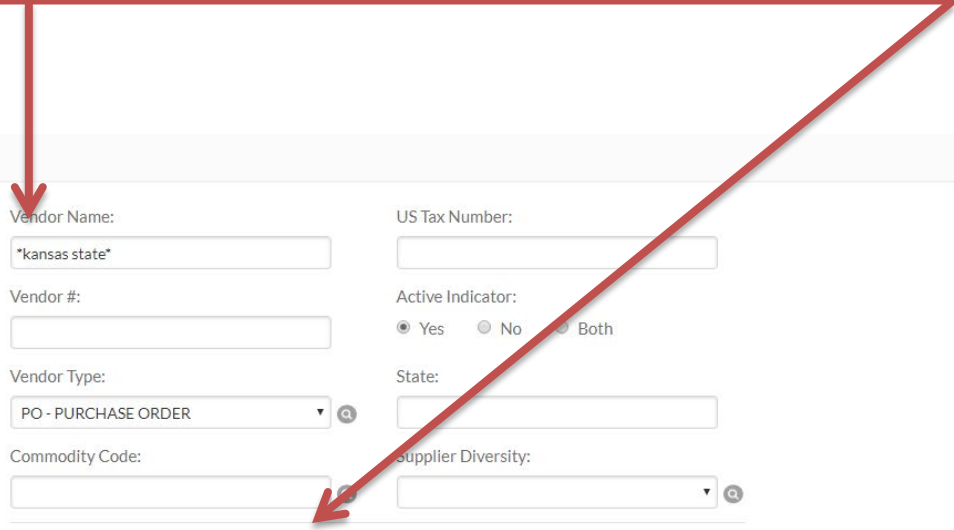 Vendor Name:
US Tax Number:
*kansas state*
Vendor #:
Active Indicator:
Yes No Both
Vendor Type:
State:
PO - PURCHASE ORDER
Commodity Code:
Supplier Diversity: